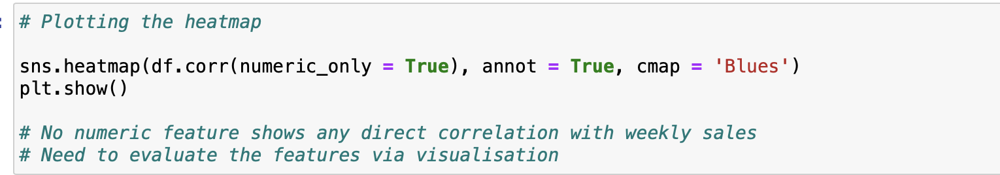 # Plotting the heatmap
sns.heatmap(df.corr(numeric_only = True), annot = True, cmap = 'Blues')
plt.show()
# No numeric feature shows any direct correlation with weekly sales
# Need to evaluate the features via visualisation